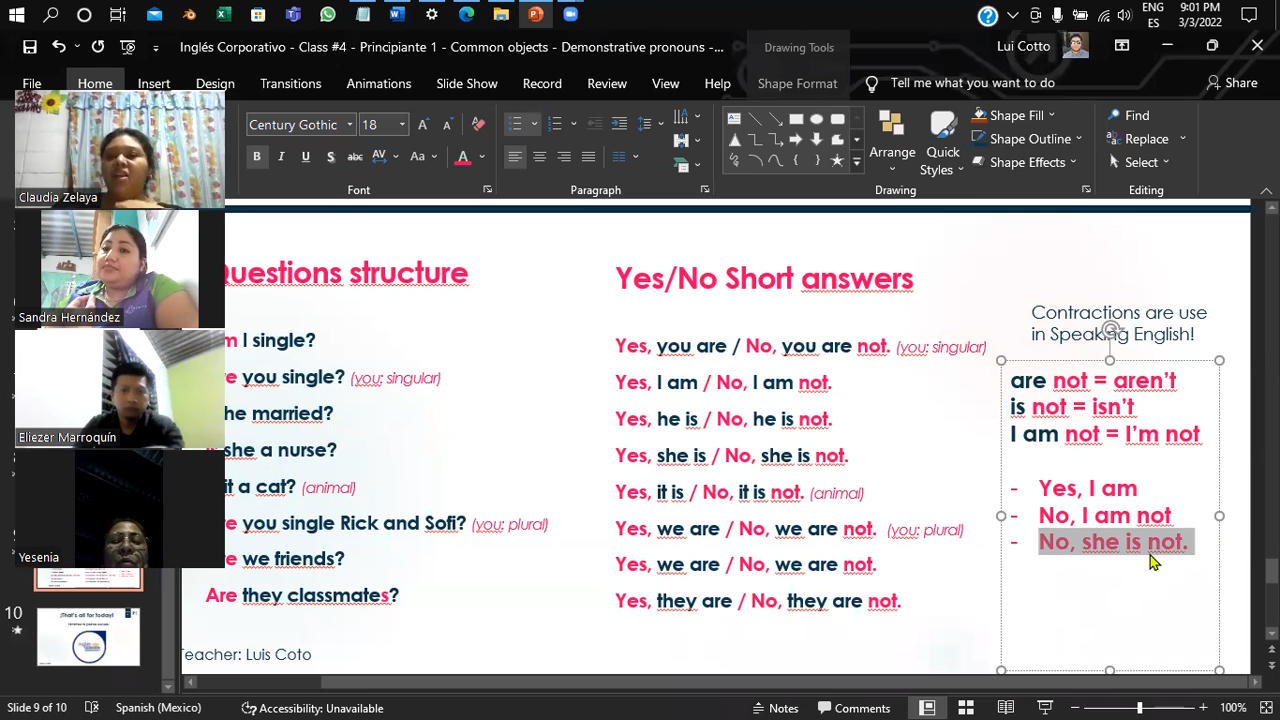 09:01 PM
ENG
ES
3/3/2022
Inglés Corporativo - Class #4 - Principiante 1 - Common objects - Demonstrative pronouns -...
Drawing Tools
Lui Cotto
File
Home
Insert
Design
Transitions
Animations
Slide Show
Record
Review
View
Help
Shape Format
Tell me what you want to do
Share
Century Gothic
18
Arrange
Quick
Styles
Shape Fill
Shape Outline
Shape Effects
Find
Replace
Select
Font
Paragraph
Drawing
Editing
Claudia Zelaya
Sandra Hernández
Eliezer Marroquín
Yesenia
uestions structure
I single?
you single? (you: singular)
he married?
she a nurse?
it a cat? (animal)
you single Rick and Sofi? (you: plural)
we friends?
Are they classmates?
Teacher: Luis Coto
Yes/No Short answers
Yes, you are / No, you are not. (you: singular)
Yes, I am / No, I am not.
Yes, he is / No, he is not.
Yes, she is / No, she is not.
Yes, it is / No, it is not. (animal)
Yes, we are / No, we are not. (you: plural)
Yes, we are / No, we are not.
Yes, they are / No, they are not.
Contractions are use
in Speaking English!
are not = aren't
is not = isn't
I am not = I'm not
- Yes, I am
- No, I am not
- No, she is not.
10
Slide 9 of 10
Spanish (Mexico)
Accessibility: Unavailable
Notes
Comments
100%